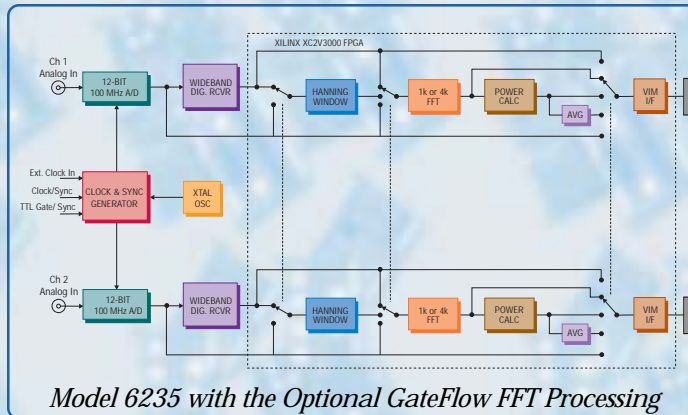 XILINX XC2V3000 FPGA
Ch 1
Analog In
12-BIT
100 MHz A/D
WIDEBAND
DIG. RCVR
HANNING
WINDOW
1k or 4k
FFT
POWER
CALC
AVG
VIM
I/F
Ext. Clock In
Clock/Sync
TTL Gate/ Sync
CLOCK & SYNC
GENERATOR
XTAL
OSC
Ch 2
Analog In
12-BIT
100 MHz A/D
WIDEBAND
DIG. RCVR
HANNING
WINDOW
1k or 4k
FFT
POWER
CALC
AVG
VIM
I/F
Model 6235 with the Optional GateFlow FFT Processing